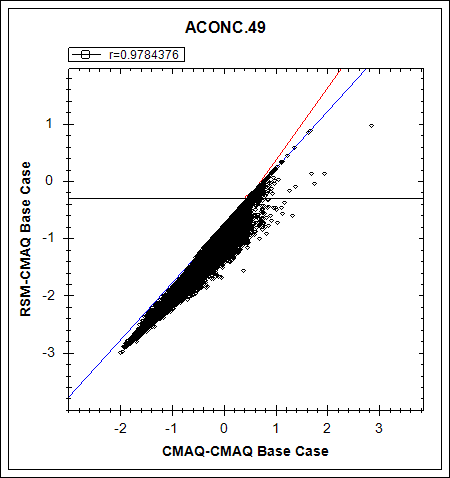 ACONC.49
r=0.9784376
1
0
-1
-2
-3
RSM-CMAQ Base Case
-2 -1 0 1 2 3
CMAQ-CMAQ Base Case